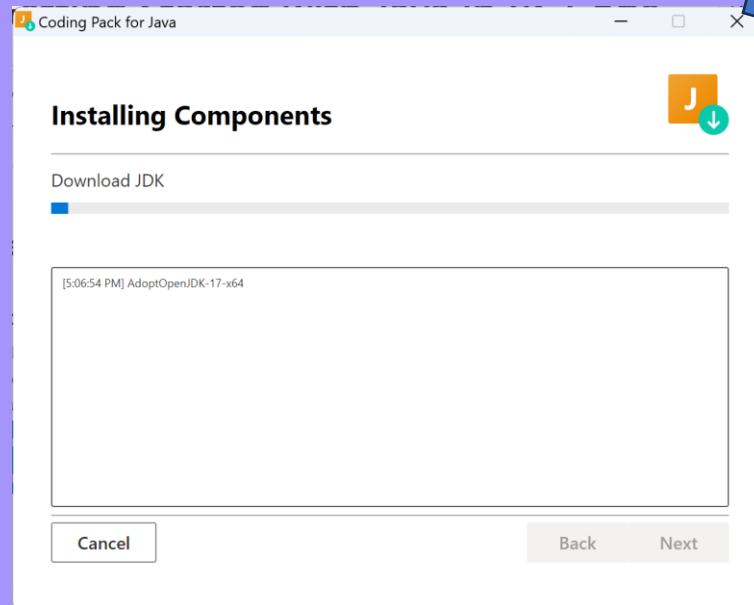 Coding Pack for Java
J
Installing Components
Download JDK
[5:06:54 PM] AdoptOpenJDK-17-x64
Cancel
Back
Next